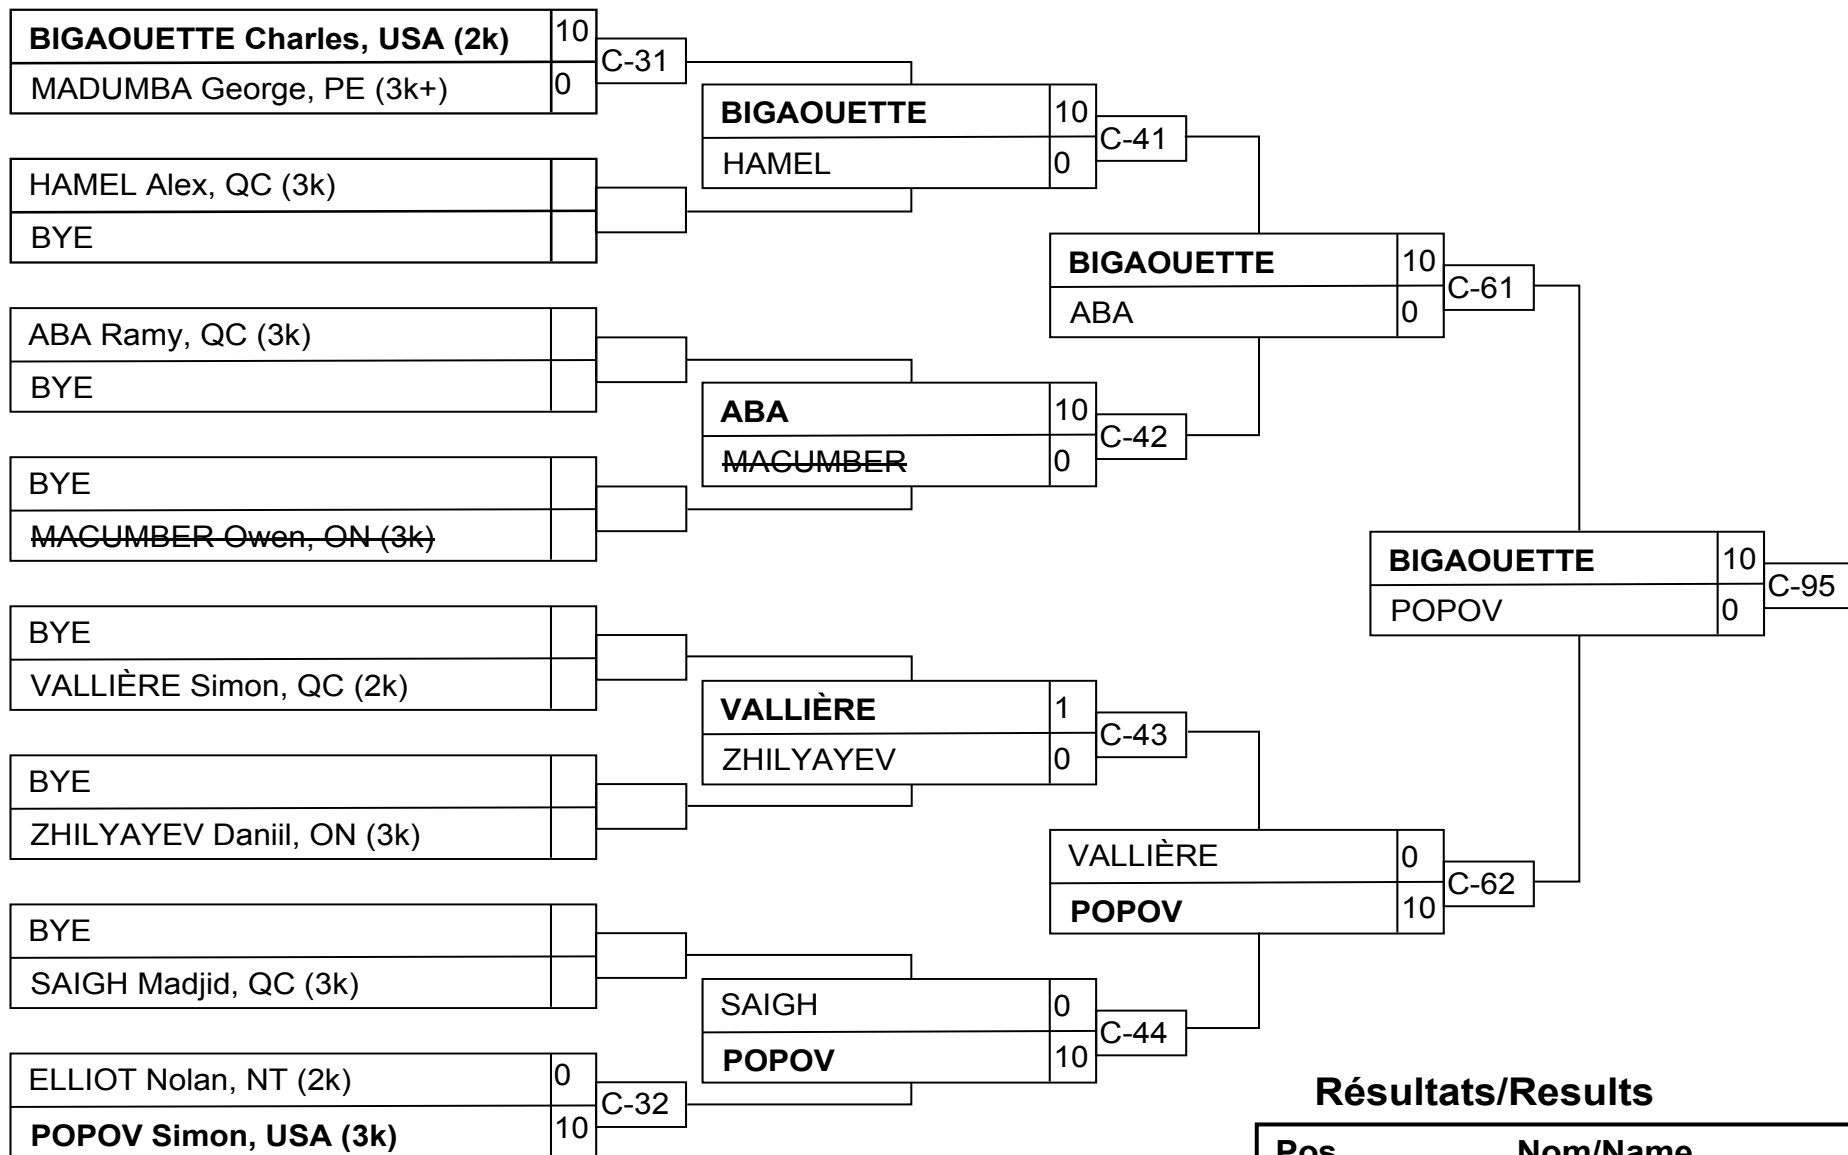 BIGAOUETTE Charles, USA (2k) 10
MADUMBA George, PE (3k+) 0
C-31
HAMEL Alex, QC (3k)
BYE
ABA Ramy, QC (3k)
BYE
BYE
MACUMBER Owen, ON (3k)
BYE
VALLIÈRE Simon, QC (2k)
BYE
ZHILYAYEV Daniil, ON (3k)
BYE
SAIGH Madjid, QC (3k)
ELLIOT Nolan, NT (2k) 0
POPOV Simon, USA (3k) 10
C-32
BIGAOUETTE 10
HAMEL 0
C-41
ABA 10
MACUMBER 0
C-42
VALLIÈRE 1
ZHILYAYEV 0
C-43
SAIGH 0
POPOV 10
C-44
BIGAOUETTE 10
ABA 0
C-61
VALLIÈRE 0
POPOV 10
C-62
BIGAOUETTE 10
POPOV 0
C-95
Résultats/Results
Pos Nom/Name